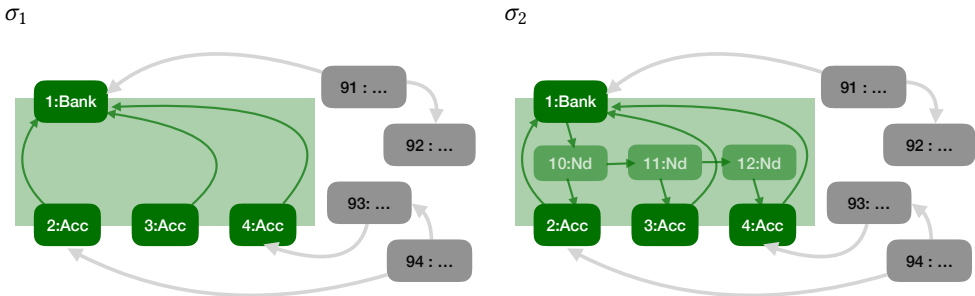 σ1 σ2
1:Bank 91 : ... 1:Bank 91 : ...
92 : ... 10:Nd 11:Nd 12:Nd 92 : ...
2:Acc 3:Acc 4:Acc 93: ... 2:Acc 3:Acc 4:Acc 93: ...
94 : ... 94 : ...